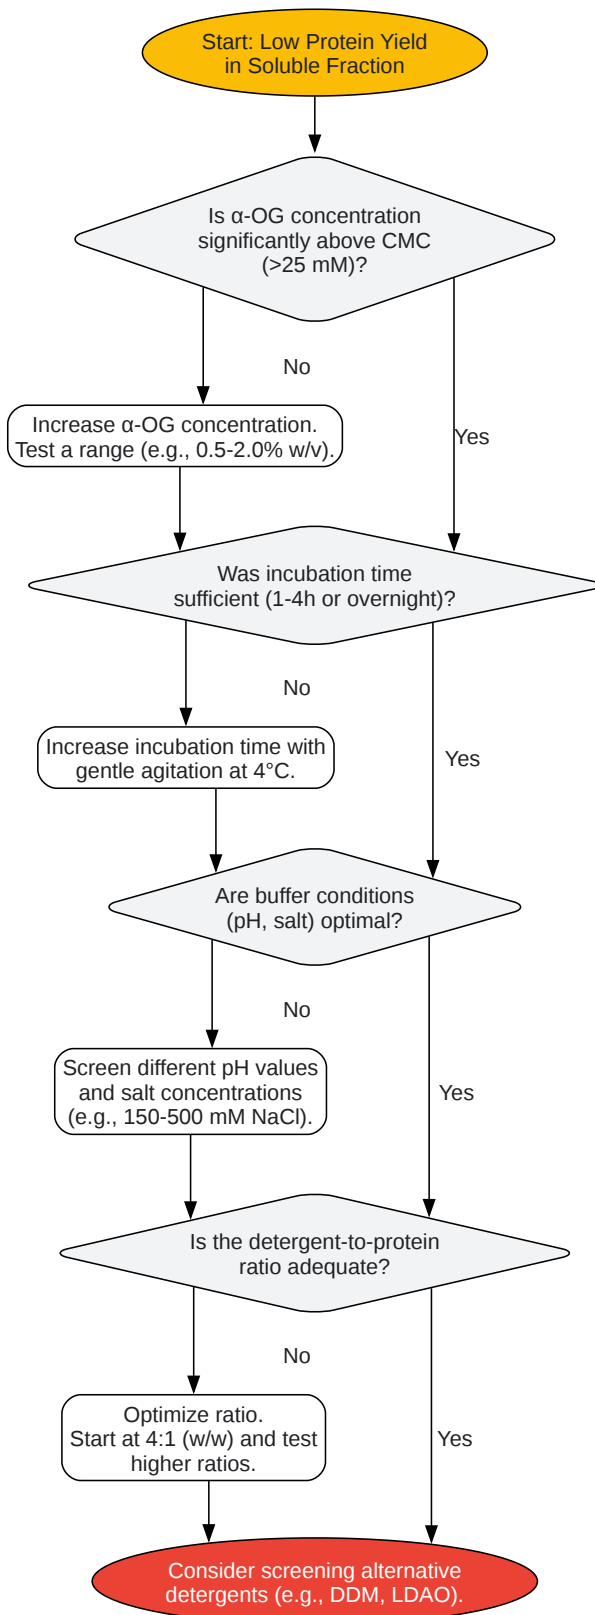 Start: Low Protein Yield
in Soluble Fraction
Is α-OG concentration
significantly above CMC
(>25 mM)?
No
Increase α-OG concentration.
Test a range (e.g., 0.5-2.0% w/v).
Yes
Was incubation time
sufficient (1-4h or overnight)?
No
Increase incubation time with
gentle agitation at 4°C.
Yes
Are buffer conditions
(pH, salt) optimal?
No
Screen different pH values
and salt concentrations
(e.g., 150-500 mM NaCl).
Yes
Is the detergent-to-protein
ratio adequate?
No
Optimize ratio.
Start at 4:1 (w/w) and test
higher ratios.
Yes
Consider screening alternative
detergents (e.g., DDM, LDAO).